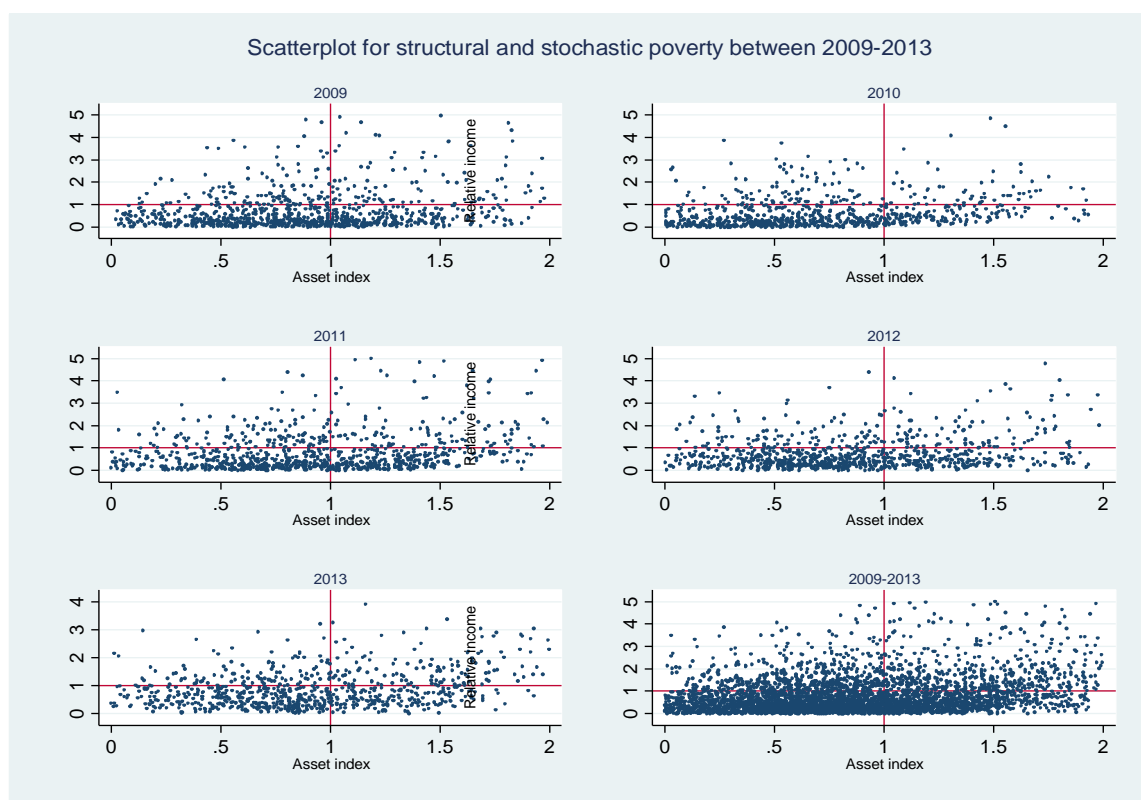 Scatterplot for structural and stochastic poverty between 2009-2013
2009
5
4
3
2
1
0
Relative income
0 .5 1 1.5 2
Asset index
2010
5
4
3
2
1
0
0 .5 1 1.5 2
Asset index
2011
5
4
3
2
1
0
Relative income
0 .5 1 1.5 2
Asset index
2012
5
4
3
2
1
0
0 .5 1 1.5 2
Asset index
2013
4
3
2
1
0
Relative Income
0 .5 1 1.5 2
Asset index
2009-2013
5
4
3
2
1
0
0 .5 1 1.5 2
Asset index